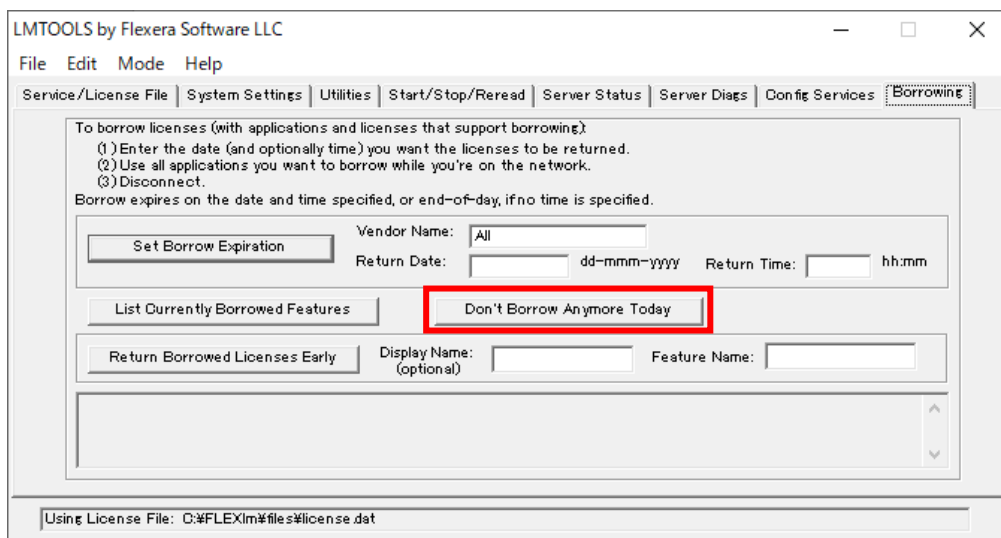 LMTOOLS by Flexera Software LLC
File Edit Mode Help
Service/License File System Settings Utilities Start/Stop/Reread Server Status Server Diags Config Services Borrowing
To borrow licenses (with applications and licenses that support borrowing):
(1) Enter the date (and optionally time) you want the licenses to be returned.
(2) Use all applications you want to borrow while you're on the network.
(3) Disconnect.
Borrow expires on the date and time specified, or end-of-day, if no time is specified.
Set Borrow Expiration Vendor Name: All
Return Date: dd-mmm-yyyy Return Time: hh:mm
List Currently Borrowed Features Don't Borrow Anymore Today
Return Borrowed Licenses Early Display Name: (optional) Feature Name:
Using License File: C:¥FLEXlm¥files¥license.dat